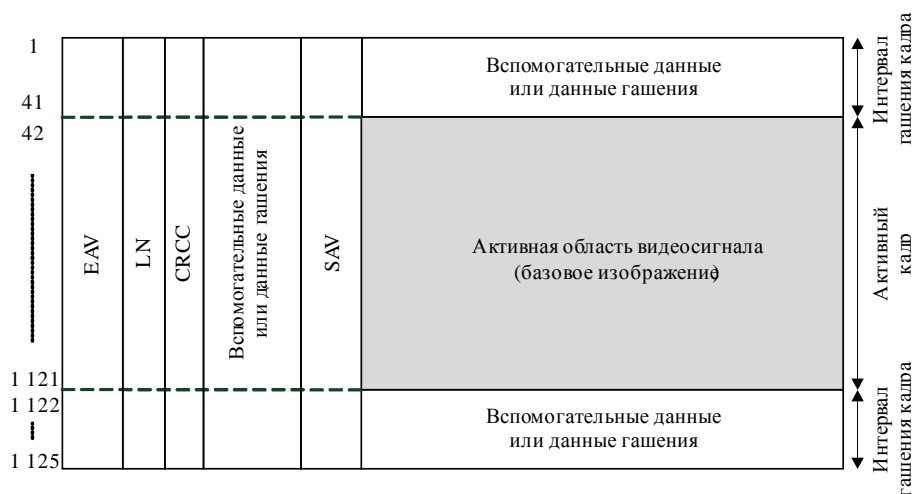 1
41
42
1 121
1 122
1 125
EAV
LN
CRCC
Вспомогательные данные
или данные гашения
SAV
Вспомогательные данные
или данные гашения
Активная область видеосигнала
(базовое изображение)
Вспомогательные данные
или данные гашения
Интервал
гашения кадра
Активный
кадр
Интервал
гашения кадра